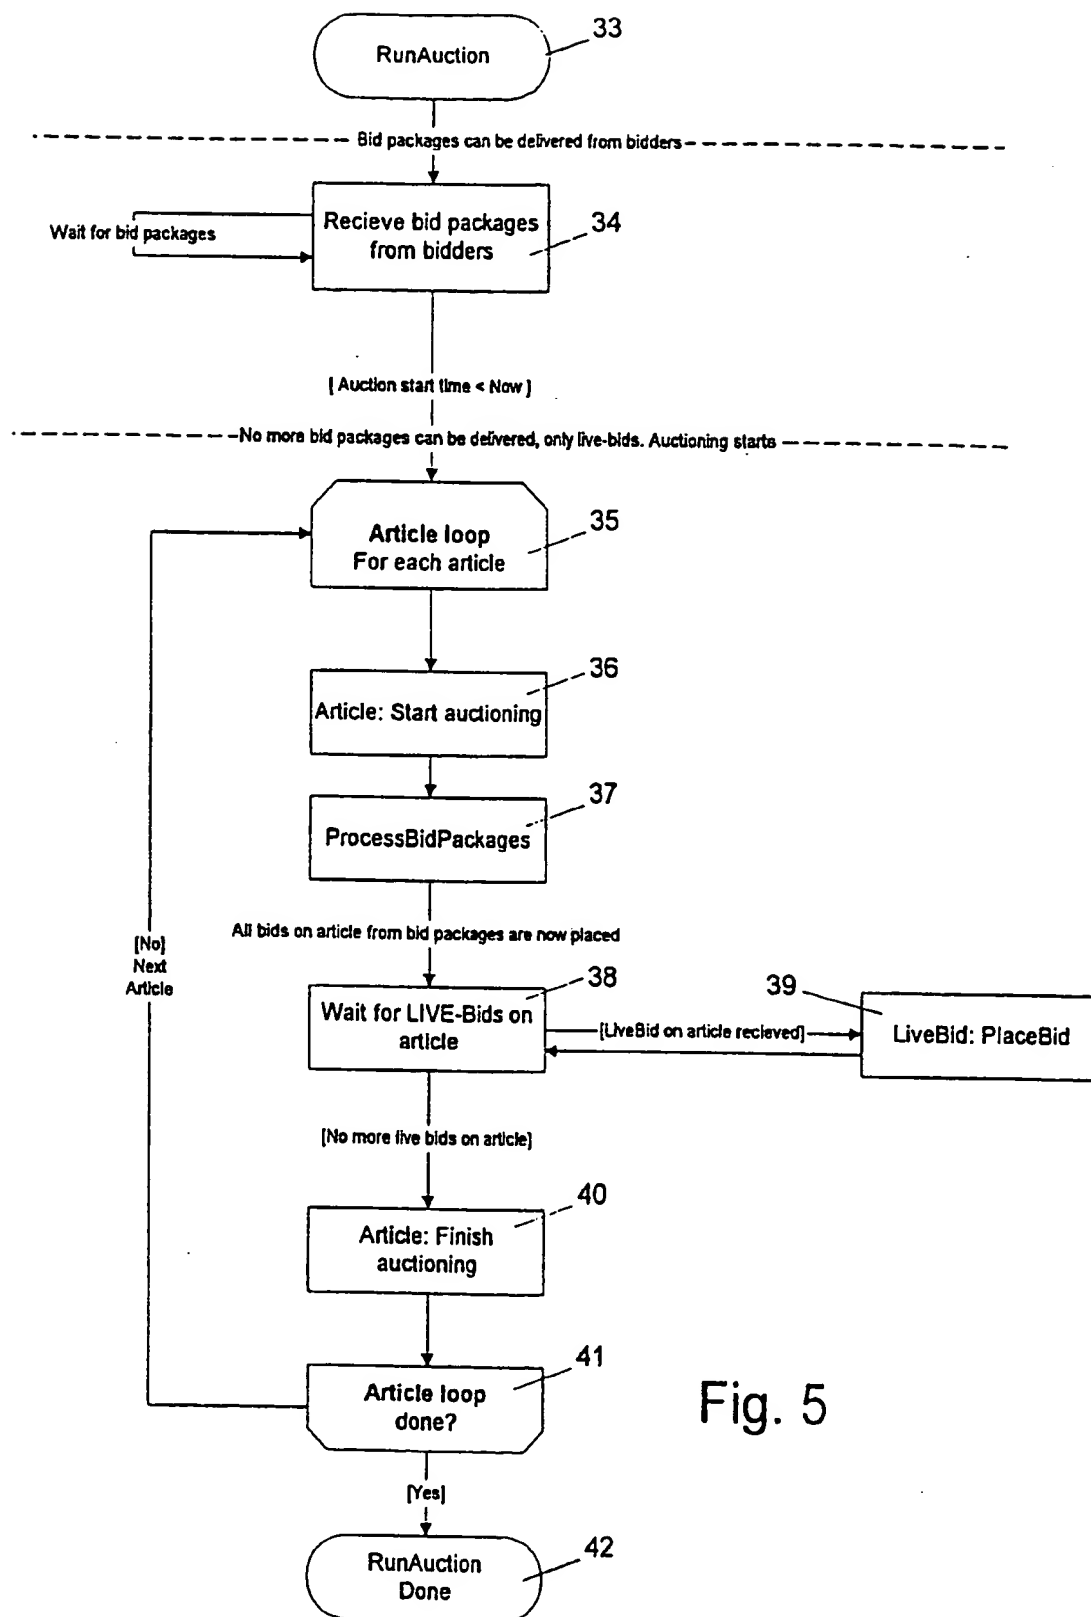 33
RunAuction
Bid packages can be delivered from bidders
Recieve bid packages
from bidders
34
Wait for bid packages
[ Auction start time < Now ]
No more bid packages can be delivered, only live-bids. Auctioning starts
35
Article loop
For each article
36
Article: Start auctioning
37
ProcessBidPackages
All bids on article from bid packages are now placed
[No]
Next
Article
38
Wait for LIVE-Bids on
article
[LiveBid on article recieved]
39
LiveBid: PlaceBid
[No more live bids on article]
40
Article: Finish
auctioning
41
Article loop
done?
Fig. 5
[Yes]
42
RunAuction
Done